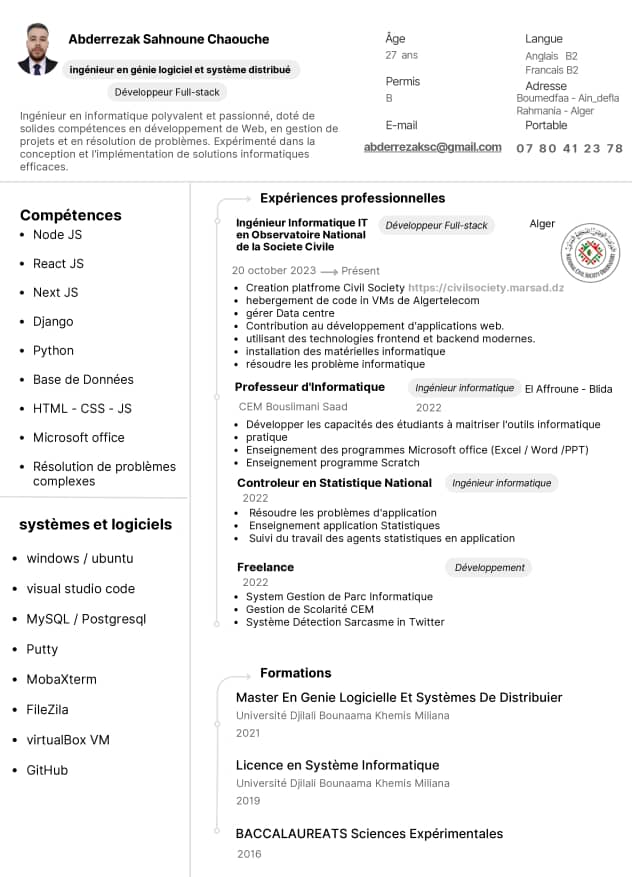 Abderrezak Sahnoune Chaouche
ingénieur en génie logiciel et système distribué
Développeur Full-stack
Ingénieur en informatique polyvalent et passionné, doté de
solides compétences en développement de Web, en gestion de
projets et en résolution de problèmes. Expérimenté dans la
conception et l'implémentation de solutions informatiques
efficaces.
Âge
27 ans
Permis
B
E-mail
abderrezaksc@gmail.com
Langue
Anglais B2
Francais B2
Adresse
Boumedfaa - Ain_defla
Rahmania - Alger
Portable
07 80 41 23 78
Compétences
• Node JS
• React JS
• Next JS
• Django
• Python
• Base de Données
• HTML - CSS - JS
• Microsoft office
• Résolution de problèmes
complexes
systèmes et logiciels
• windows / ubuntu
• visual studio code
• MySQL / Postgresql
• Putty
• MobaXterm
• FileZila
• virtualBox VM
• GitHub
Expériences professionnelles
Ingénieur Informatique IT
en Observatoire National
de la Societe Civile
Développeur Full-stack
Alger
NATIONAL CIVIL SOCIETY OBSERVATORY
20 october 2023 → Présent
• Creation platfrome Civil Society https://civilsociety.marsad.dz
• hebergement de code in VMs de Algertelecom
• gérer Data centre
• Contribution au développement d'applications web.
• utilisant des technologies frontend et backend modernes.
• installation des matérielles informatique
• résoudre les problème informatique
Professeur d'Informatique
Ingénieur informatique
El Affroune - Blida
CEM Bouslimani Saad
2022
• Développer les capacités des étudiants à maitriser l'outils informatique
• pratique
• Enseignement des programmes Microsoft office (Excel / Word /PPT)
• Enseignement programme Scratch
Controleur en Statistique National
Ingénieur informatique
2022
• Résoudre les problèmes d'application
• Enseignement application Statistiques
• Suivi du travail des agents statistiques en application
Freelance
Développement
2022
• System Gestion de Parc Informatique
• Gestion de Scolarité CEM
• Système Détection Sarcasme in Twitter
Formations
Master En Genie Logicielle Et Systèmes De Distribuier
Université Djilali Bounaama Khemis Miliana
2021
Licence en Système Informatique
Université Djilali Bounaama Khemis Miliana
2019
BACCALAUREATS Sciences Expérimentales
2016